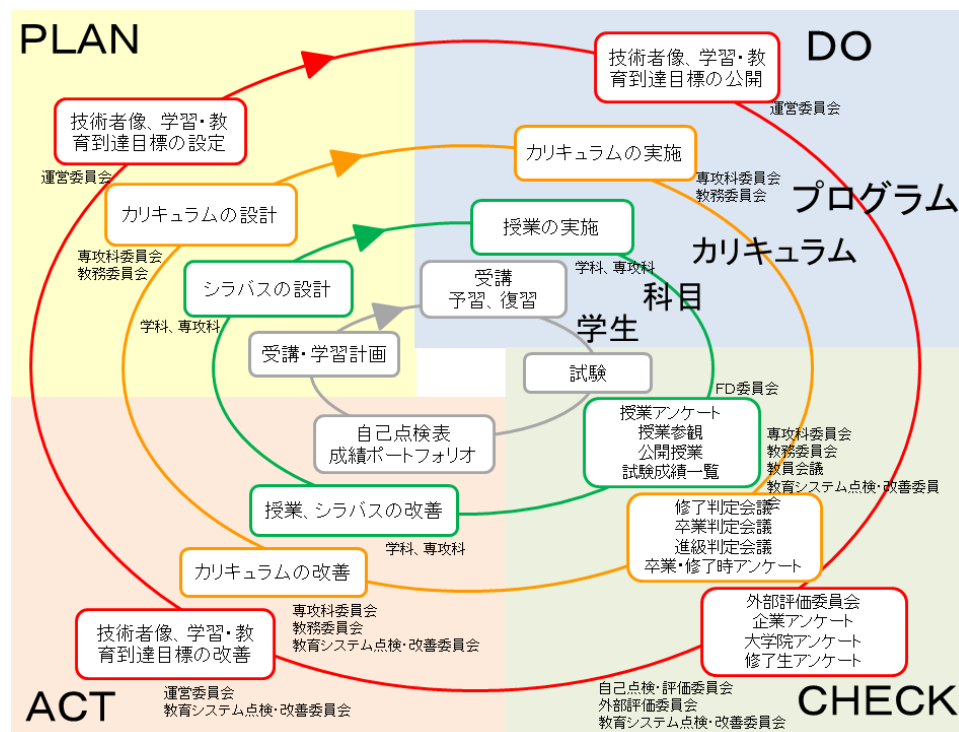 PLAN
DO
技術者像、学習・教
育到達目標の公開
運営委員会
技術者像、学習・教
育到達目標の設定
運営委員会
カリキュラムの実施
専攻科委員会
教務委員会
プログラム
カリキュラムの設計
専攻科委員会
教務委員会
授業の実施
学科、専攻科
カリキュラム
シラバスの設計
学科、専攻科
受講
予習、復習
科目
学生
受講・学習計画
試験
自己点検表
成績ポートフォリオ
FD委員会
授業アンケート
授業参観
公開授業
試験成績一覧
専攻科委員会
教務委員会
教員会議
教育システム点検・改善委員
会
授業、シラバスの改善
学科、専攻科
修了判定会議
卒業判定会議
進級判定会議
卒業・修了時アンケート
カリキュラムの改善
専攻科委員会
教務委員会
教育システム点検・改善委員会
外部評価委員会
企業アンケート
大学院アンケート
修了生アンケート
技術者像、学習・教
育到達目標の改善
運営委員会
教育システム点検・改善委員会
自己点検・評価委員会
外部評価委員会
教育システム点検・改善委員会
ACT
CHECK